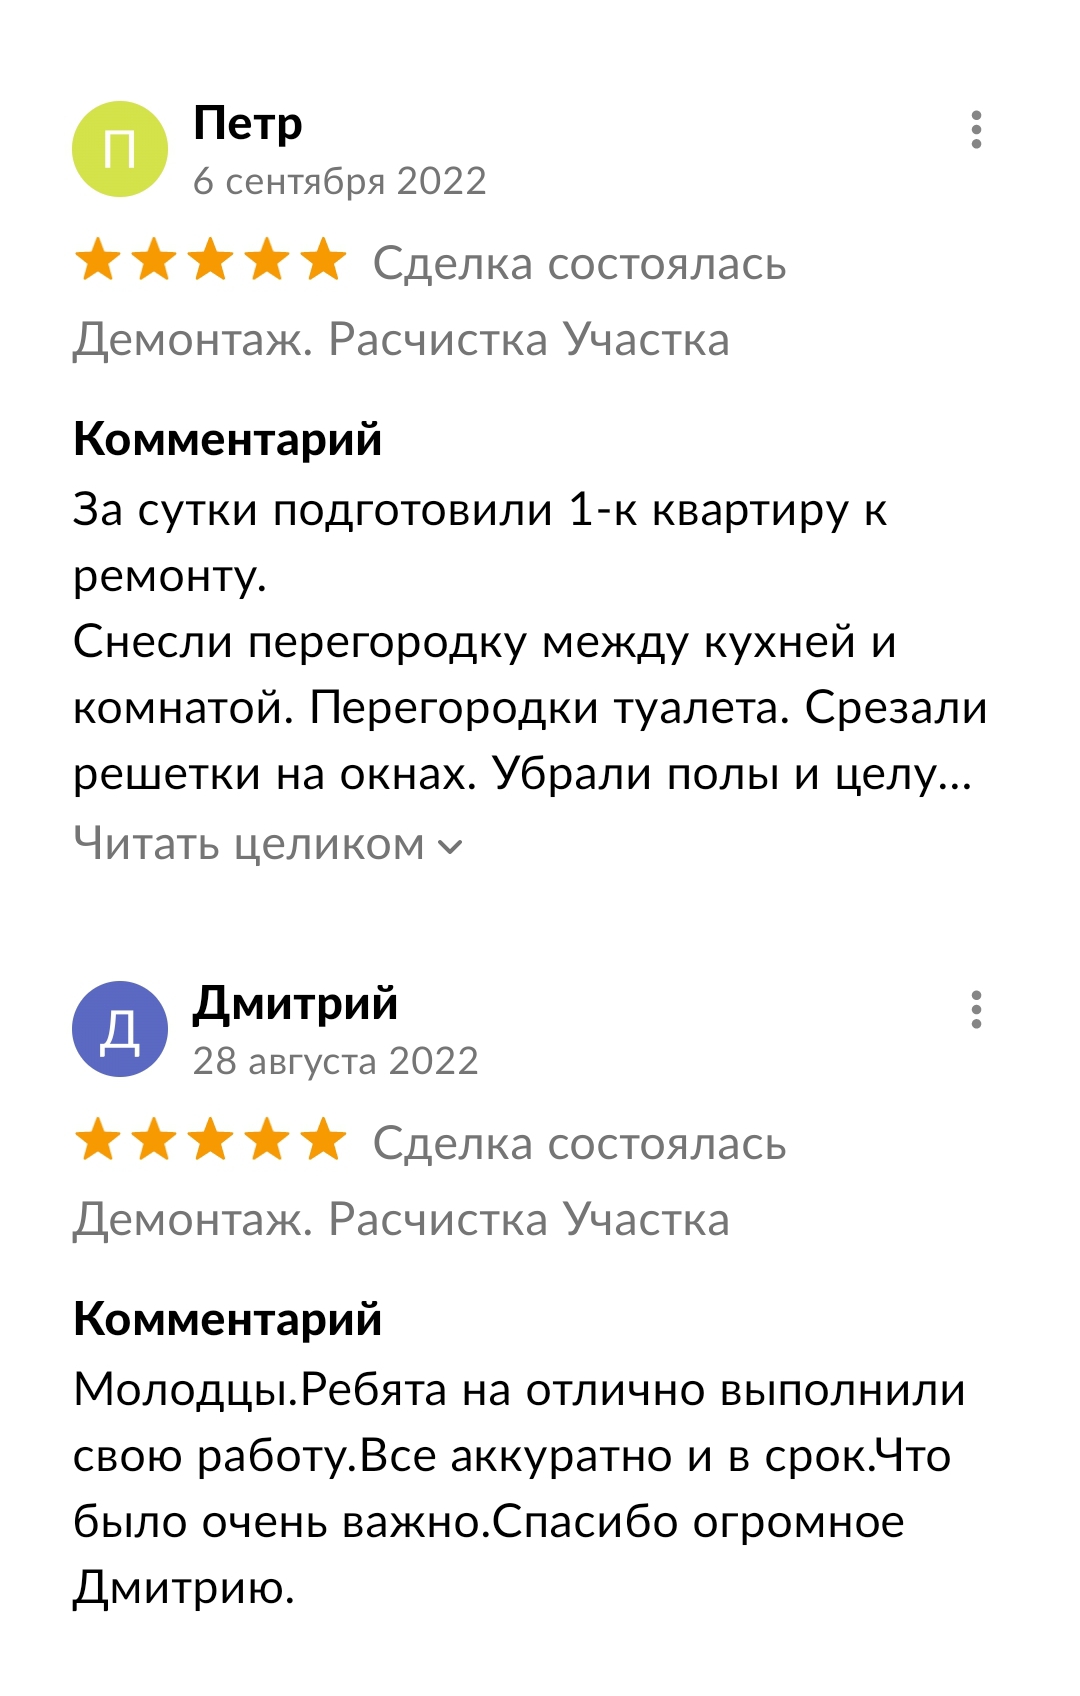 П
Петр
6 сентября 2022
Сделка состоялась
Демонтаж. Расчистка Участка
Комментарий
За сутки подготовили 1-к квартиру к
ремонту.
Снесли перегородку между кухней и
комнатой. Перегородки туалета. Срезали
решетки на окнах. Убрали полы и целу...
Читать целиком
Д
Дмитрий
28 августа 2022
Сделка состоялась
Демонтаж. Расчистка Участка
Комментарий
Молодцы.Ребята на отлично выполнили
свою работу.Все аккуратно и в срок.Что
было очень важно.Спасибо огромное
Дмитрию.